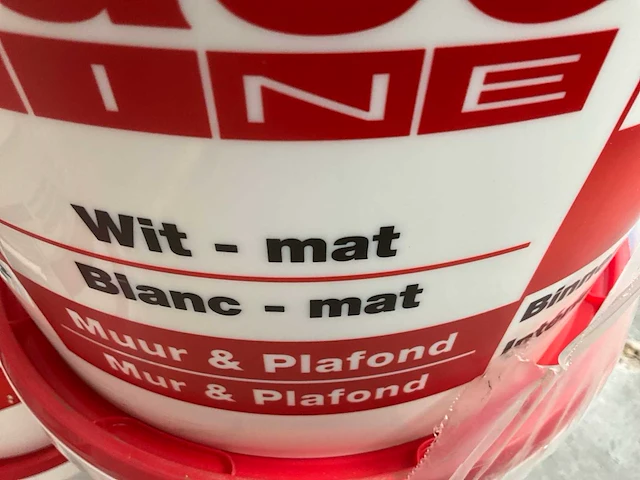 INE
Wit - mat
Blanc - mat
Muur & Plafond
Mur & Plafond